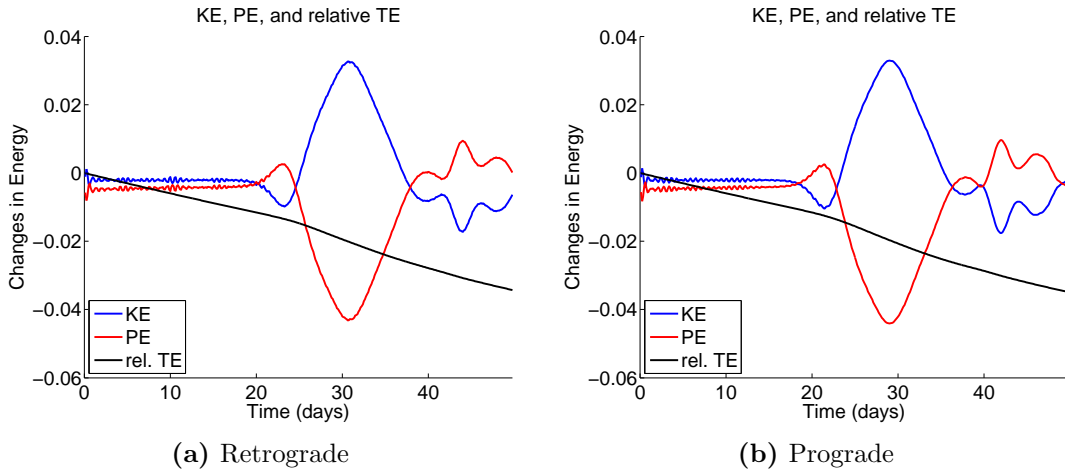 KE, PE, and relative TE
0.04
0.02
0
−0.02
−0.04
−0.06
Changes in Energy
KE
PE
rel. TE
0 10 20 30 40
Time (days)
(a) Retrograde
KE, PE, and relative TE
0.04
0.02
0
−0.02
−0.04
−0.06
Changes in Energy
KE
PE
rel. TE
0 10 20 30 40
Time (days)
(b) Prograde